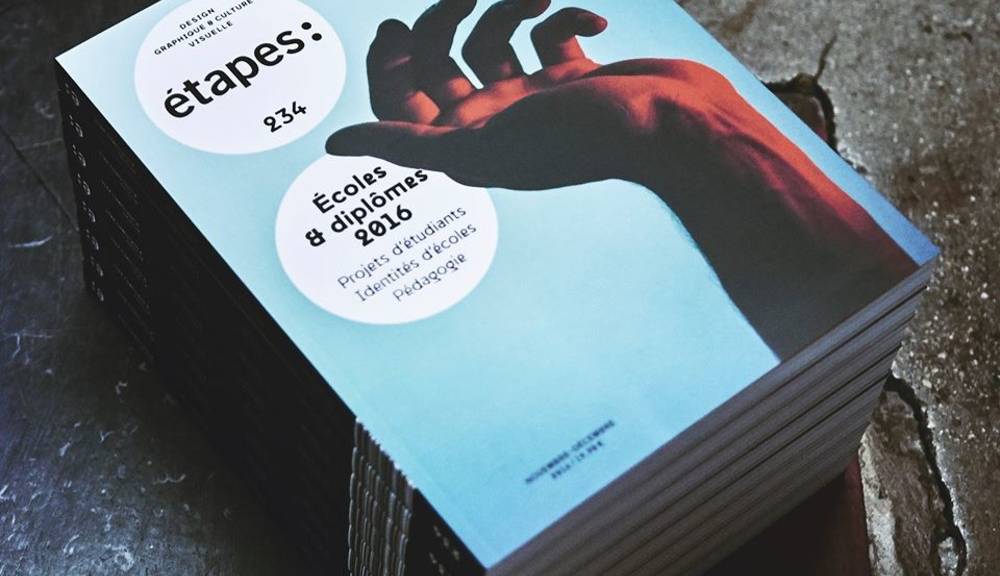 DESIGN
GRAPHIQUE & CULTURE
VISUELLE
étapes:
234
Écoles
& diplômes
2016
Projets d'étudiants
Identités d'écoles
Pédagogie
NOVEMBRE-DÉCEMBRE